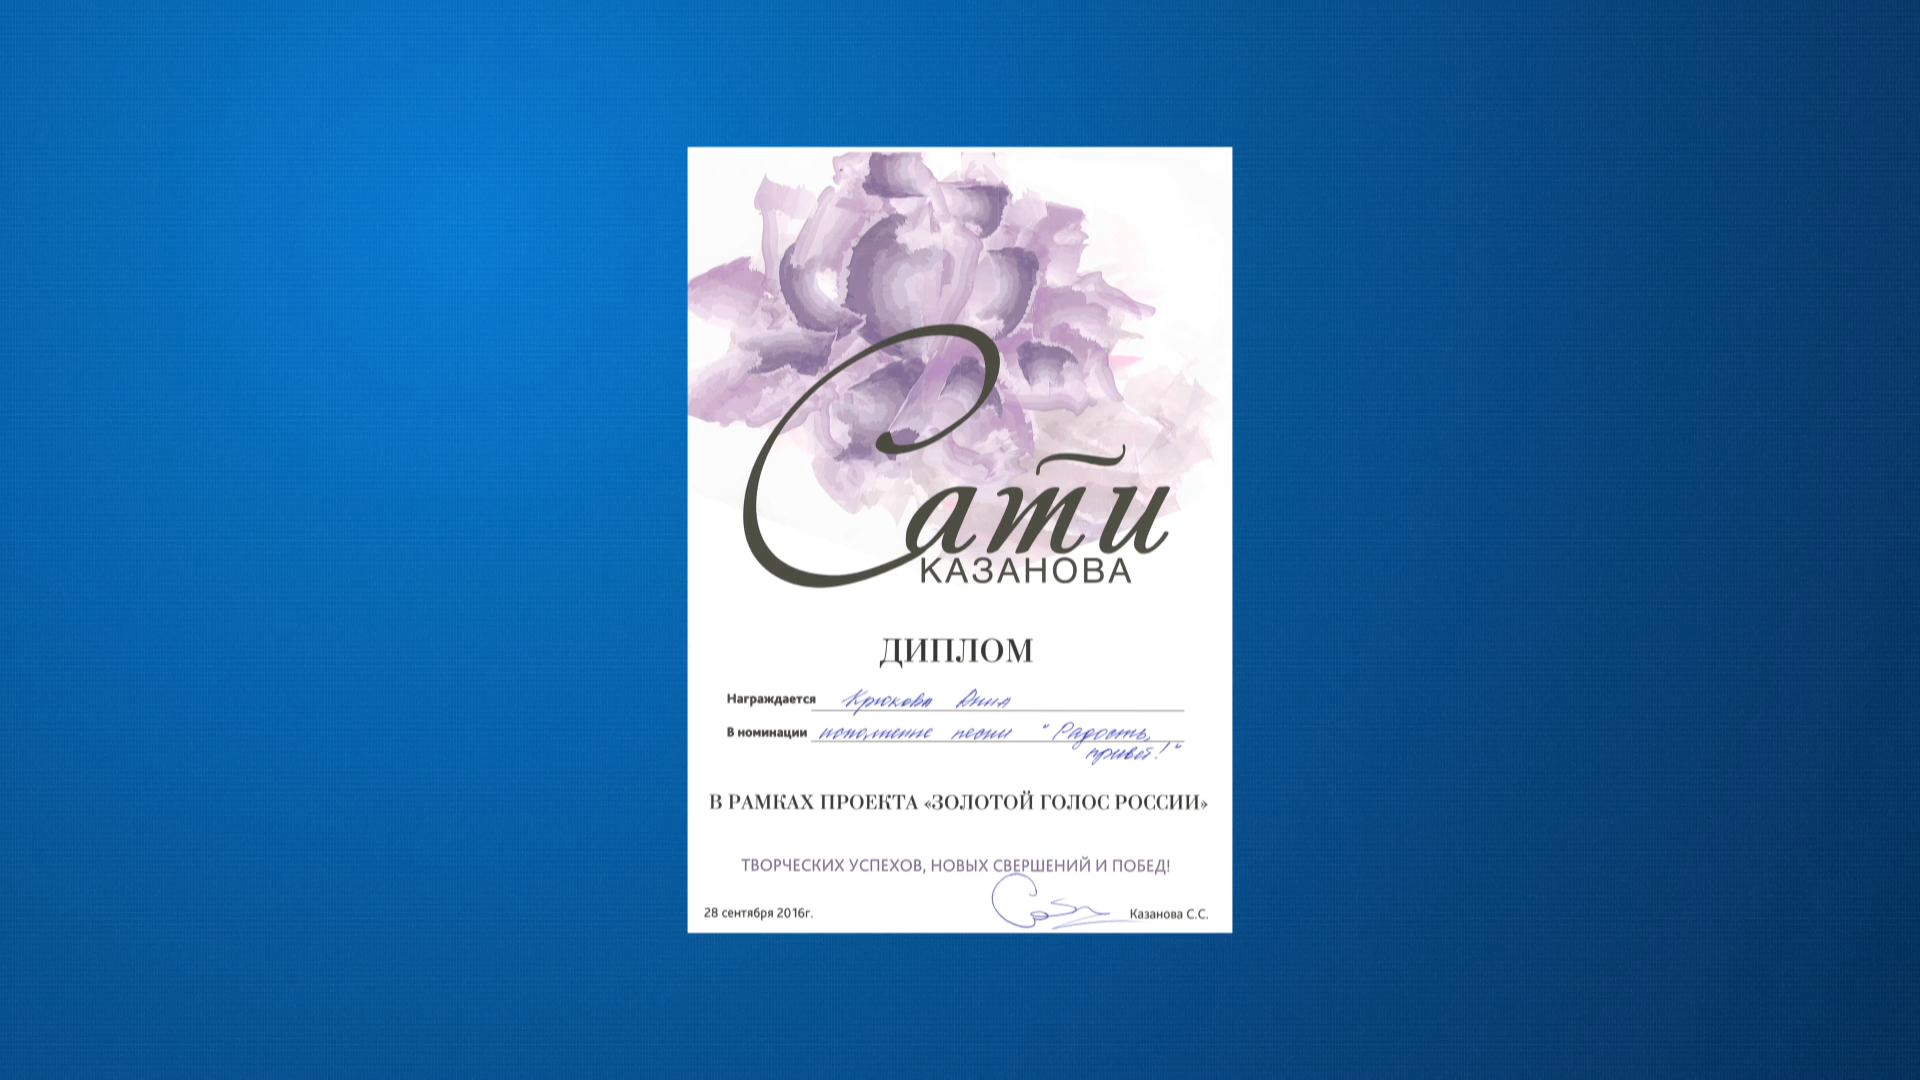 Сати
КАЗАНОВА
ДИПЛОМ
Награждается Крюкова Анна
В номинации исполнение песни "Радость,
привет!"
В РАМКАХ ПРОЕКТА «ЗОЛОТОЙ ГОЛОС РОССИИ»
ТВОРЧЕСКИХ УСПЕХОВ, НОВЫХ СВЕРШЕНИЙ И ПОБЕД!
28 сентября 2016г. Казанова С.С.